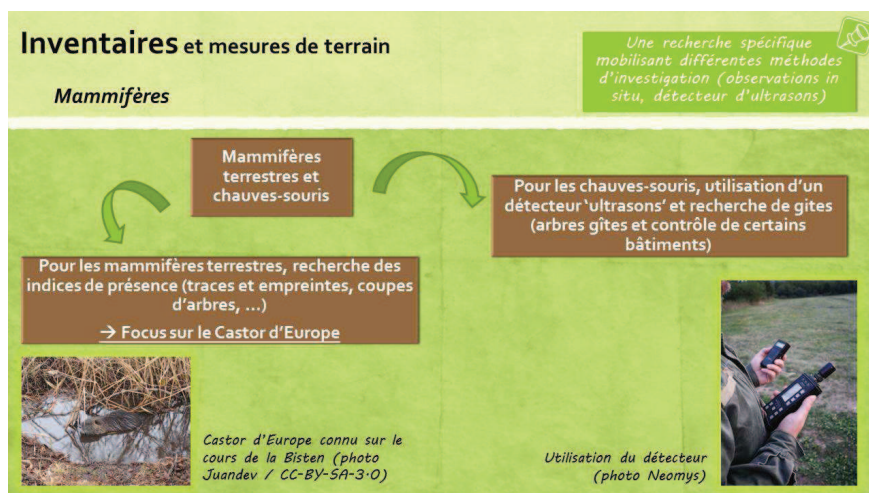 Inventaires et mesures de terrain
Mammifères
Une recherche spécifique
mobilisant différentes méthodes
d'investigation (observations in
situ, détecteur d'ultrasons)
Mammifères
terrestres et
chauves-souris
Pour les chauves-souris, utilisation d'un
détecteur 'ultrasons' et recherche de gites
(arbres gîtes et contrôle de certains
bâtiments)
Pour les mammifères terrestres, recherche des
indices de présence (traces et empreintes, coupes
d'arbres, ...)
→ Focus sur le Castor d'Europe
Castor d'Europe connu sur le
cours de la Bisten (photo
Juandev / CC-BY-SA-3.0)
Utilisation du détecteur
(photo Neomys)